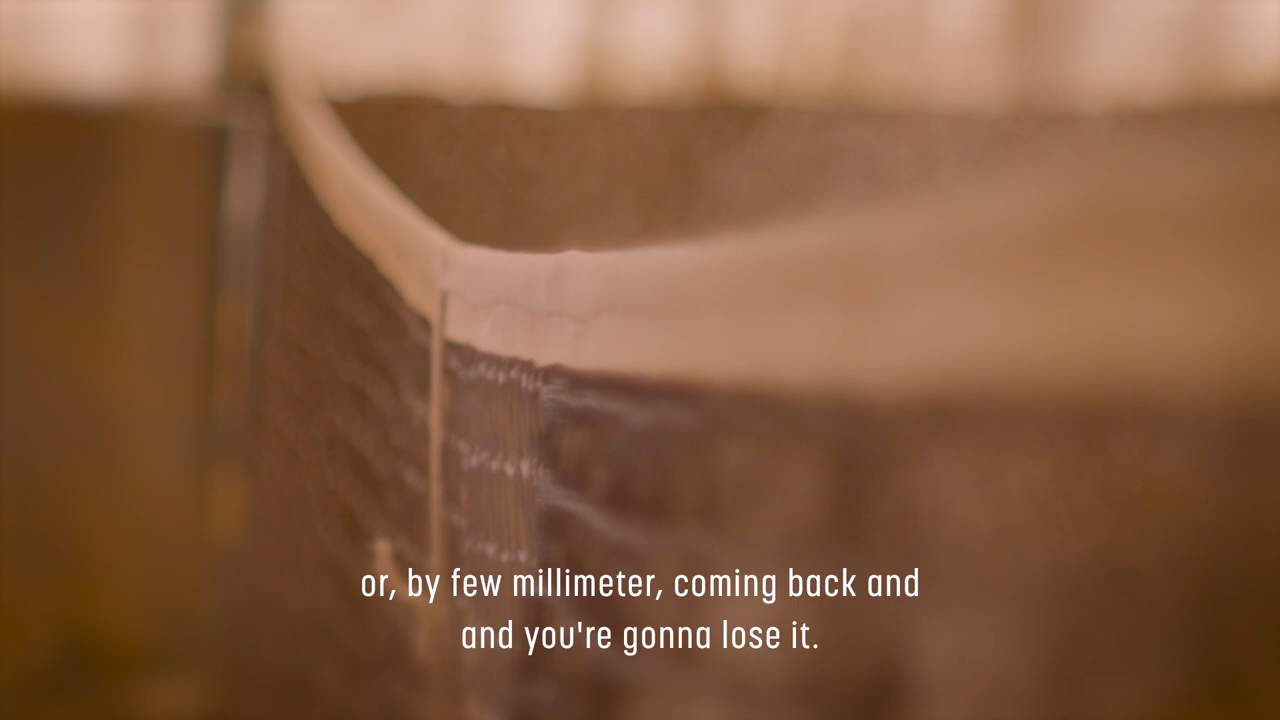 or, by few millimeter, coming back and
and you're gonna lose it.